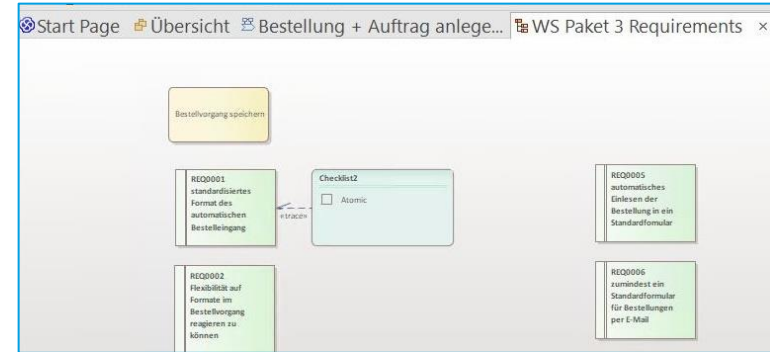 Start Page Übersicht Bestellung + Auftrag anlege... WS Paket 3 Requirements ×
Bestellvorgang speichern
REQ0001
standardisiertes
Format des
automatischen
Bestelleingang
«trace»
Checklist2
Atomic
REQ0005
automatisches
Einlesen der
Bestellung in ein
Standardfomular
REQ0002
Flexibilität auf
Formate im
Bestellvorgang
reagieren zu
können
REQ0006
zumindest ein
Standardformular
für Bestellungen
per E-Mail